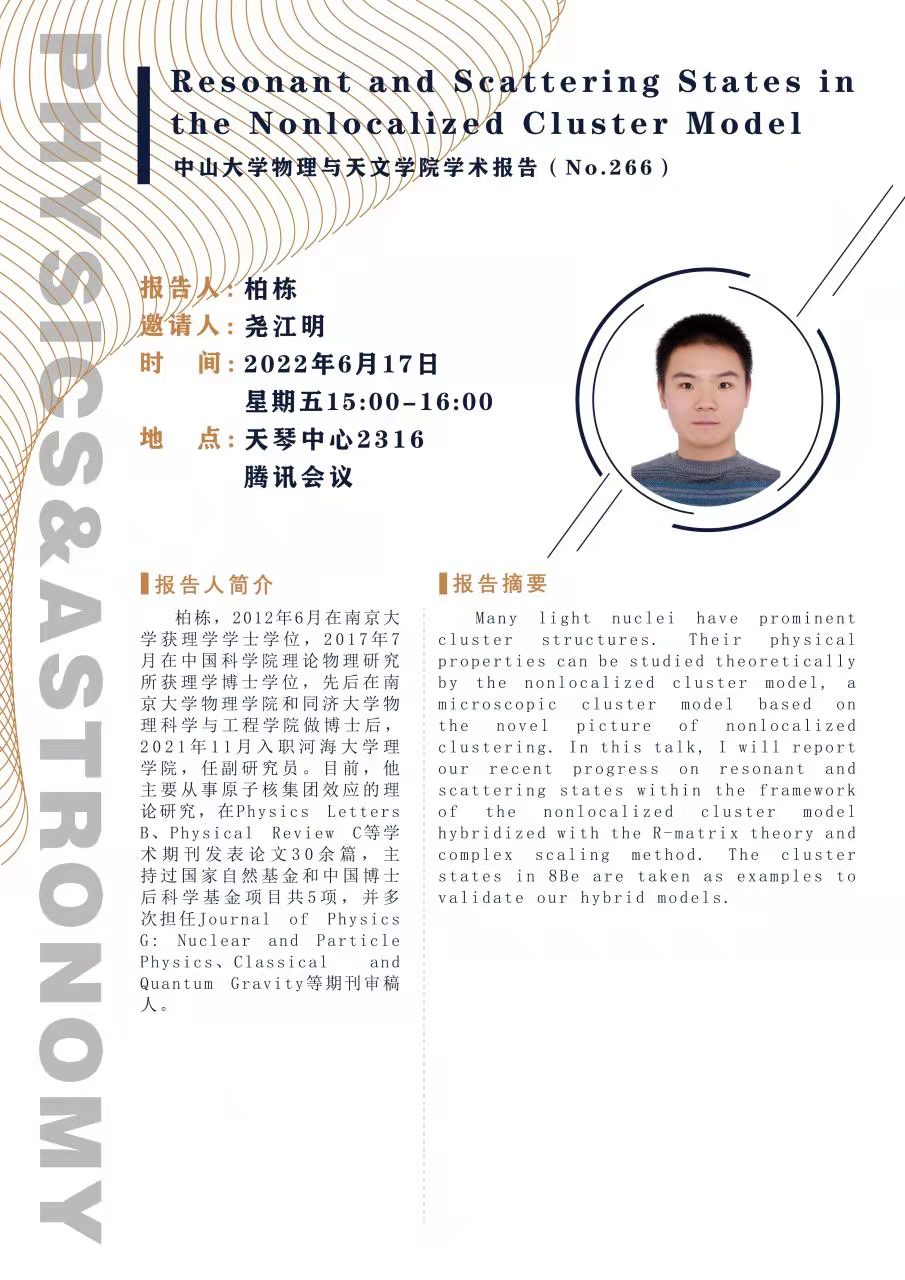 PHYSICS&ASTRONOMY
Resonant and Scattering States in
the Nonlocalized Cluster Model
中山大学物理与天文学院学术报告（No.266）
报告人：柏栋
邀请人：尧江明
时 间：2022年6月17日
星期五15:00-16:00
地 点：天琴中心2316
腾讯会议
报告人简介
柏栋，2012年6月在南京大
学获理学学士学位，2017年7
月在中国科学院理论物理研究
所获理学博士学位，先后在南
京大学物理学院和同济大学物
理科学与工程学院做博士后，
2021年11月入职河海大学理
学院，任副研究员。目前，他
主要从事原子核集团效应的理
论研究，在Physics Letters
B、Physical Review C等学
术期刊发表论文30余篇，主
持过国家自然基金和中国博士
后科学基金项目共5项，并多
次担任Journal of Physics
G: Nuclear and Particle
Physics、Classical and
Quantum Gravity等期刊审稿
人。
报告摘要
Many light nuclei have prominent
cluster structures. Their physical
properties can be studied theoretically
by the nonlocalized cluster model, a
microscopic cluster model based on
the novel picture of nonlocalized
clustering. In this talk, I will report
our recent progress on resonant and
scattering states within the framework
of the nonlocalized cluster model
hybridized with the R-matrix theory and
complex scaling method. The cluster
states in 8Be are taken as examples to
validate our hybrid models.